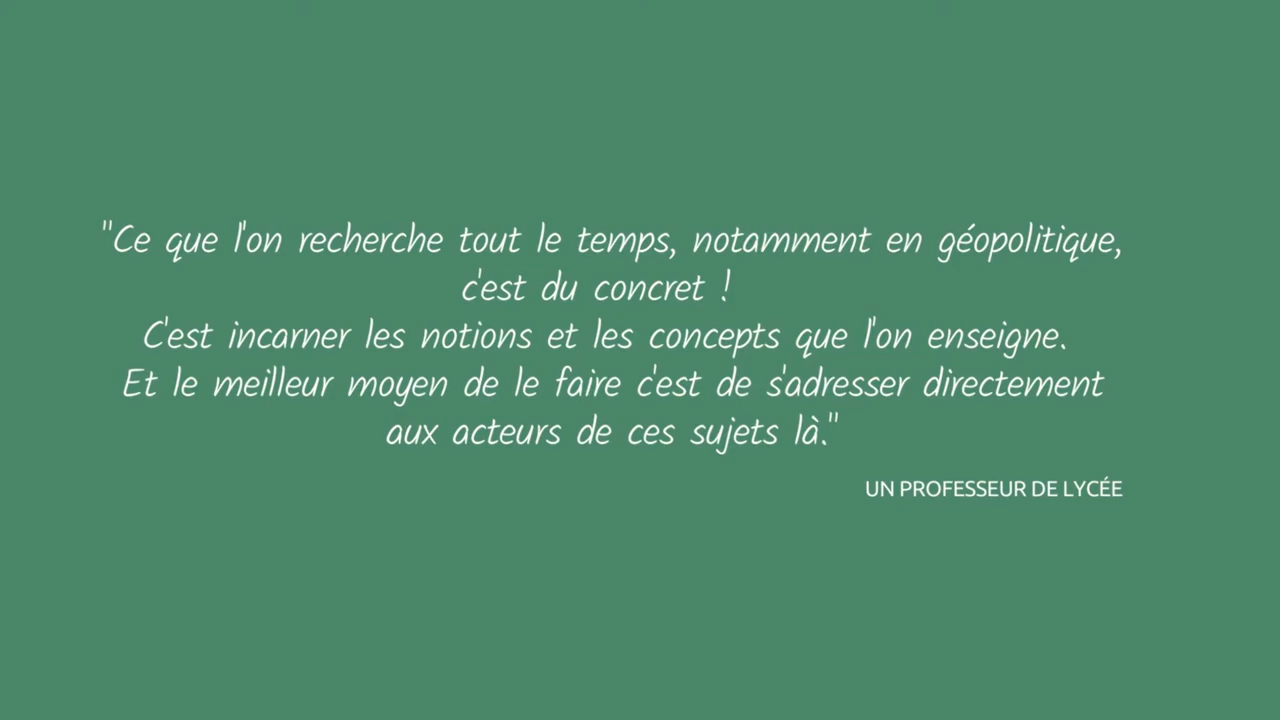 "Ce que l'on recherche tout le temps, notamment en géopolitique,
c'est du concret !
C'est incarner les notions et les concepts que l'on enseigne.
Et le meilleur moyen de le faire c'est de s'adresser directement
aux acteurs de ces sujets là."
UN PROFESSEUR DE LYCÉE